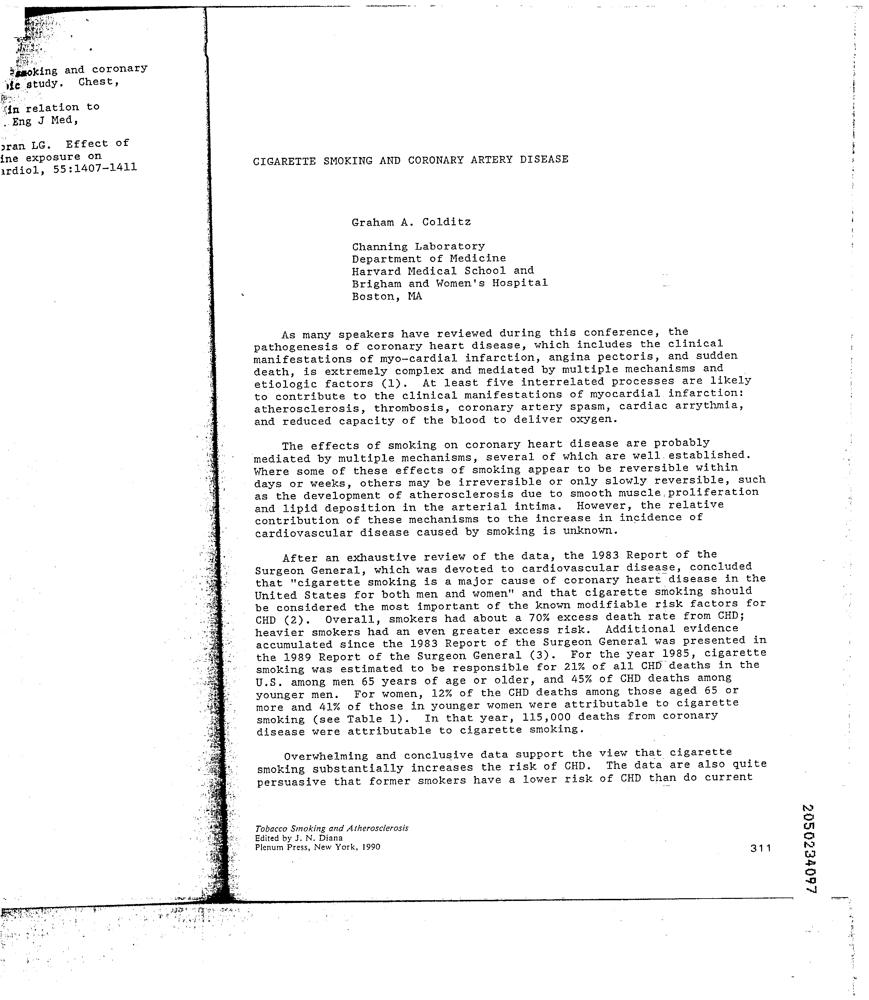 smoking and coronary
study. Chest,
in relation to
Eng J Med,
LG. Effect of
exposure on
55:1407-1411
CIGARETTE SMOKING AND CORONARY ARTERY DISEASE
Graham A. Colditz
Channing Laboratory
Department of Medicine
Harvard Medical School and
Brigham and Women's Hospital
Boston, MA
As many speakers have reviewed during this conference, the
pathogenesis of coronary heart disease, which includes the clinical
manifestations of myo-cardial infarction, angina pectoris, and sudden
death, is extremely complex and mediated by multiple mechanisms and
etiologic factors (1). At least five interrelated processes are likely
to contribute to the clinical manifestations of myocardial infarction:
atherosclerosis, thrombosis, coronary artery spasm, cardiac arrythmia,
and reduced capacity of the blood to deliver oxygen.
The effects of smoking on coronary heart disease are probably
mediated by multiple mechanisms, several of which are well established.
Where some of these effects of smoking appear to be reversible within
days or weeks, others may be irreversible or only slowly reversible, such
as the development of atherosclerosis due to smooth muscle proliferation
and lipid deposition in the arterial intima. However, the relative
contribution of these mechanisms to the increase in incidence of
cardiovascular disease caused by smoking is unknown.
After an exhaustive review of the data, the 1983 Report of the
Surgeon General, which was devoted to cardiovascular disease, concluded
that "cigarette smoking is a major cause of coronary heart disease in the
United States for both men and women" and that cigarette smoking should
be considered the most important of the known modifiable risk factors for
CHD (2). Overall, smokers had about a 70% excess death rate from CHD;
heavier smokers had an even greater excess risk. Additional evidence
accumulated since the 1983 Report of the Surgeon General was presented in
the 1989 Report of the Surgeon General (3). For the year 1985, cigarette
smoking was estimated to be responsible for 21% of all CHD deaths in the
U.S. among men 65 years of age or older, and 45% of CHD deaths among
younger men. For women, 12% of the CHD deaths among those aged 65 or
more and 41% of those in younger women were attributable to cigarette
smoking (see Table 1). In that year, 115,000 deaths from coronary
disease were attributable to cigarette smoking.
Overwhelming and conclusive data support the view that cigarette
smoking substantially increases the risk of CHD. The data are also quite
persuasive that former smokers have a lower risk of CHD than do current
Tobacco Smoking and Atherosclerosis
Edited by J. N. Diana
Plenum Press, New York, 1990
311
2050234097